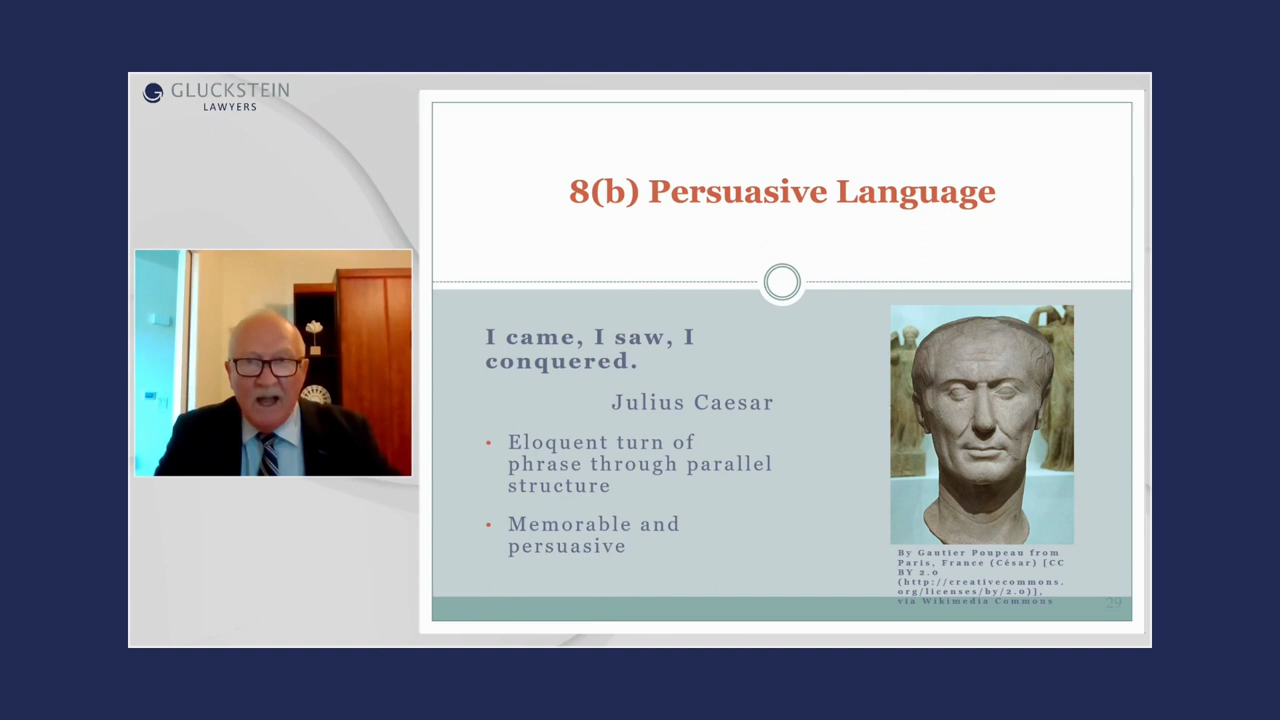 GLUCKSTEIN
LAWYERS
8(b) Persuasive Language
I came, I saw, I
conquered.
Julius Caesar
• Eloquent turn of
phrase through parallel
structure
• Memorable and
persuasive
By Gautier Poupeau from
Paris, France (César) [CC
BY 2.0
(http://creativecommons.
org/licenses/by/2.0)],
via Wikimedia Commons
29